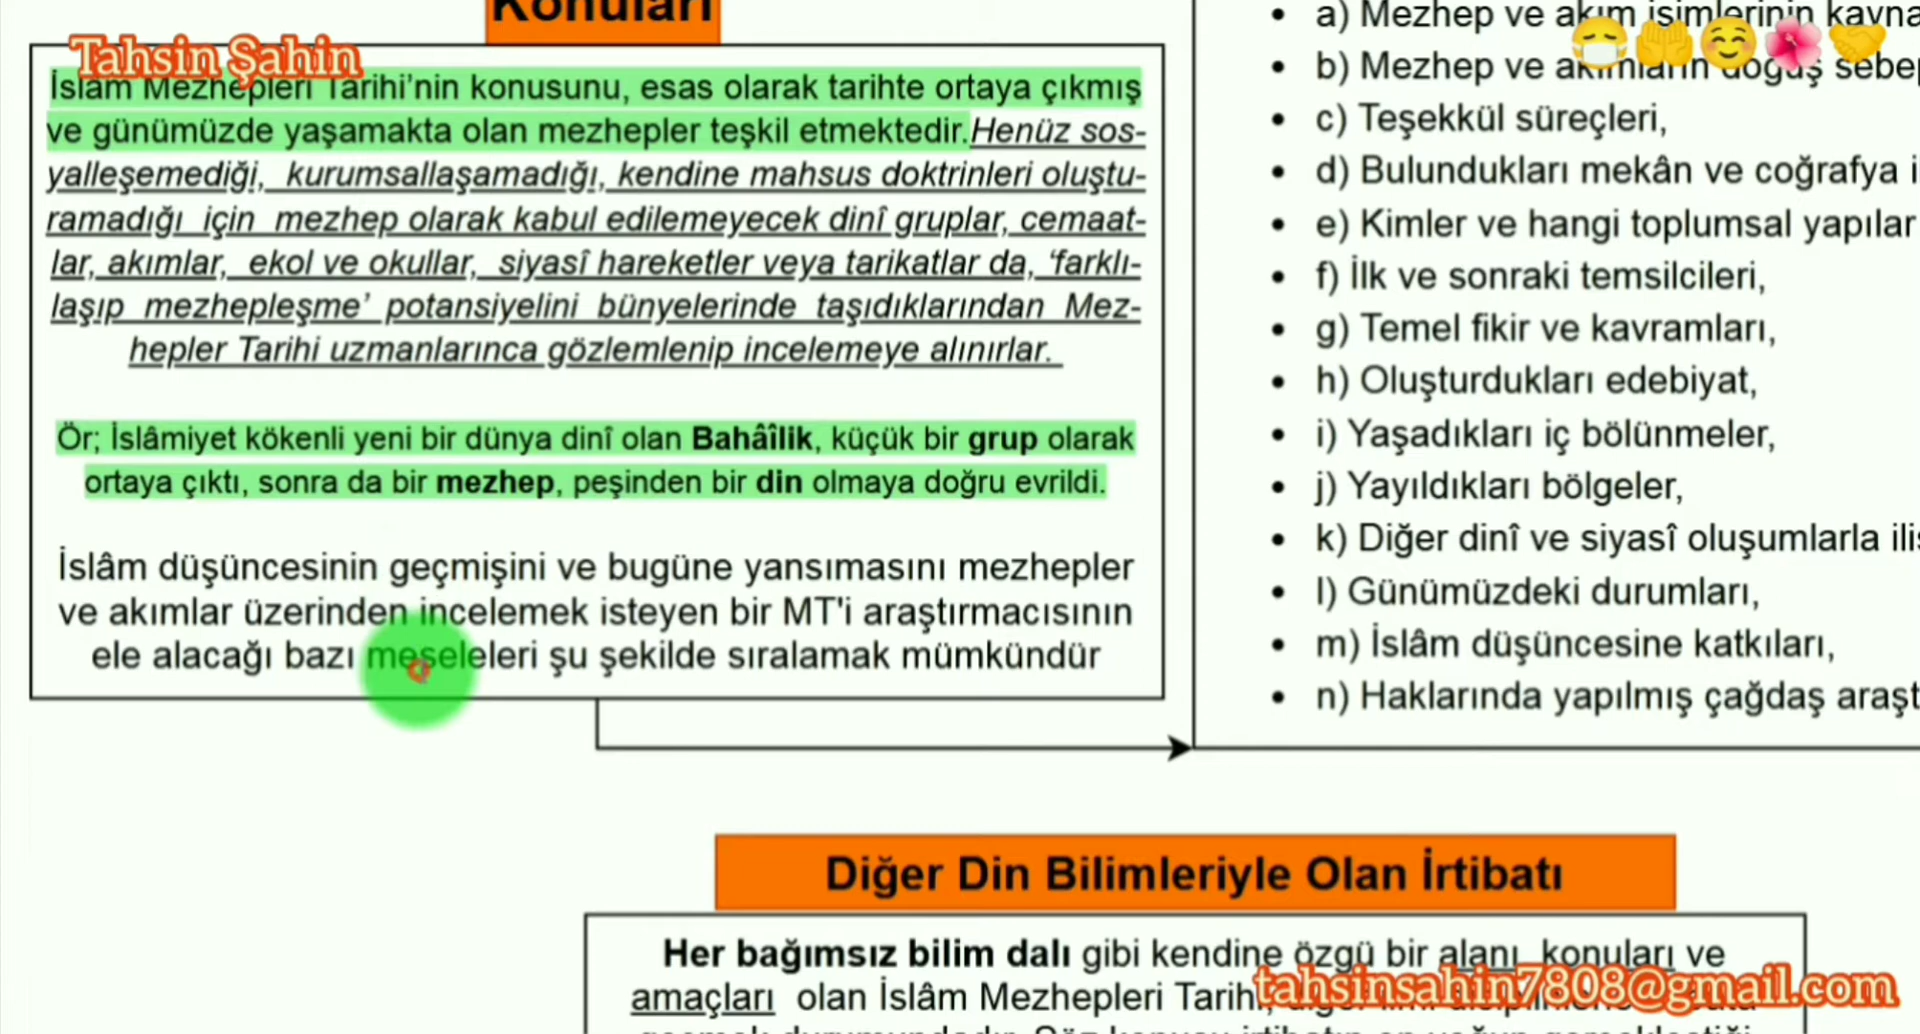 Konuları
Tahsin Şahin
İslâm Mezhepleri Tarihi’nin konusunu, esas olarak tarihte ortaya çıkmış
ve günümüzde yaşamakta olan mezhepler teşkil etmektedir. Henüz sos-
yalleşemediği, kurumsallaşamadığı, kendine mahsus doktrinleri oluştu-
ramadığı için mezhep olarak kabul edilemeyecek dinî gruplar, cemaat-
lar, akımlar, ekol ve okullar, siyasî hareketler veya tarikatlar da, ‘farklı-
laşıp mezhepleşme’ potansiyelini bünyelerinde taşıdıklarından Mez-
hepler Tarihi uzmanlarınca gözlemlenip incelemeye alınırlar.
Ör; İslâmiyet kökenli yeni bir dünya dinî olan Bahâîlik, küçük bir grup olarak
ortaya çıktı, sonra da bir mezhep, peşinden bir din olmaya doğru evrildi.
İslâm düşüncesinin geçmişini ve bugüne yansımasını mezhepler
ve akımlar üzerinden incelemek isteyen bir MT'i araştırmacısının
ele alacağı bazı meseleleri şu şekilde sıralamak mümkündür
• a) Mezhep ve akım isimlerinin
• b) Mezhep ve akımların doğuş
• c) Teşekkül süreçleri,
• d) Bulundukları mekân ve coğrafya
• e) Kimler ve hangi toplumsal yapılar
• f) İlk ve sonraki temsilcileri,
• g) Temel fikir ve kavramları,
• h) Oluşturdukları edebiyat,
• i) Yaşadıkları iç bölünmeler,
• j) Yayıldıkları bölgeler,
• k) Diğer dinî ve siyasî oluşumlarla
• l) Günümüzdeki durumları,
• m) İslâm düşüncesine katkıları,
• n) Haklarında yapılmış çağdaş
Diğer Din Bilimleriyle Olan İrtibatı
Her bağımsız bilim dalı gibi kendine özgü bir alanı, konuları ve
amaçları olan İslâm Mezhepleri
tahsinsahin7808@gmail.com